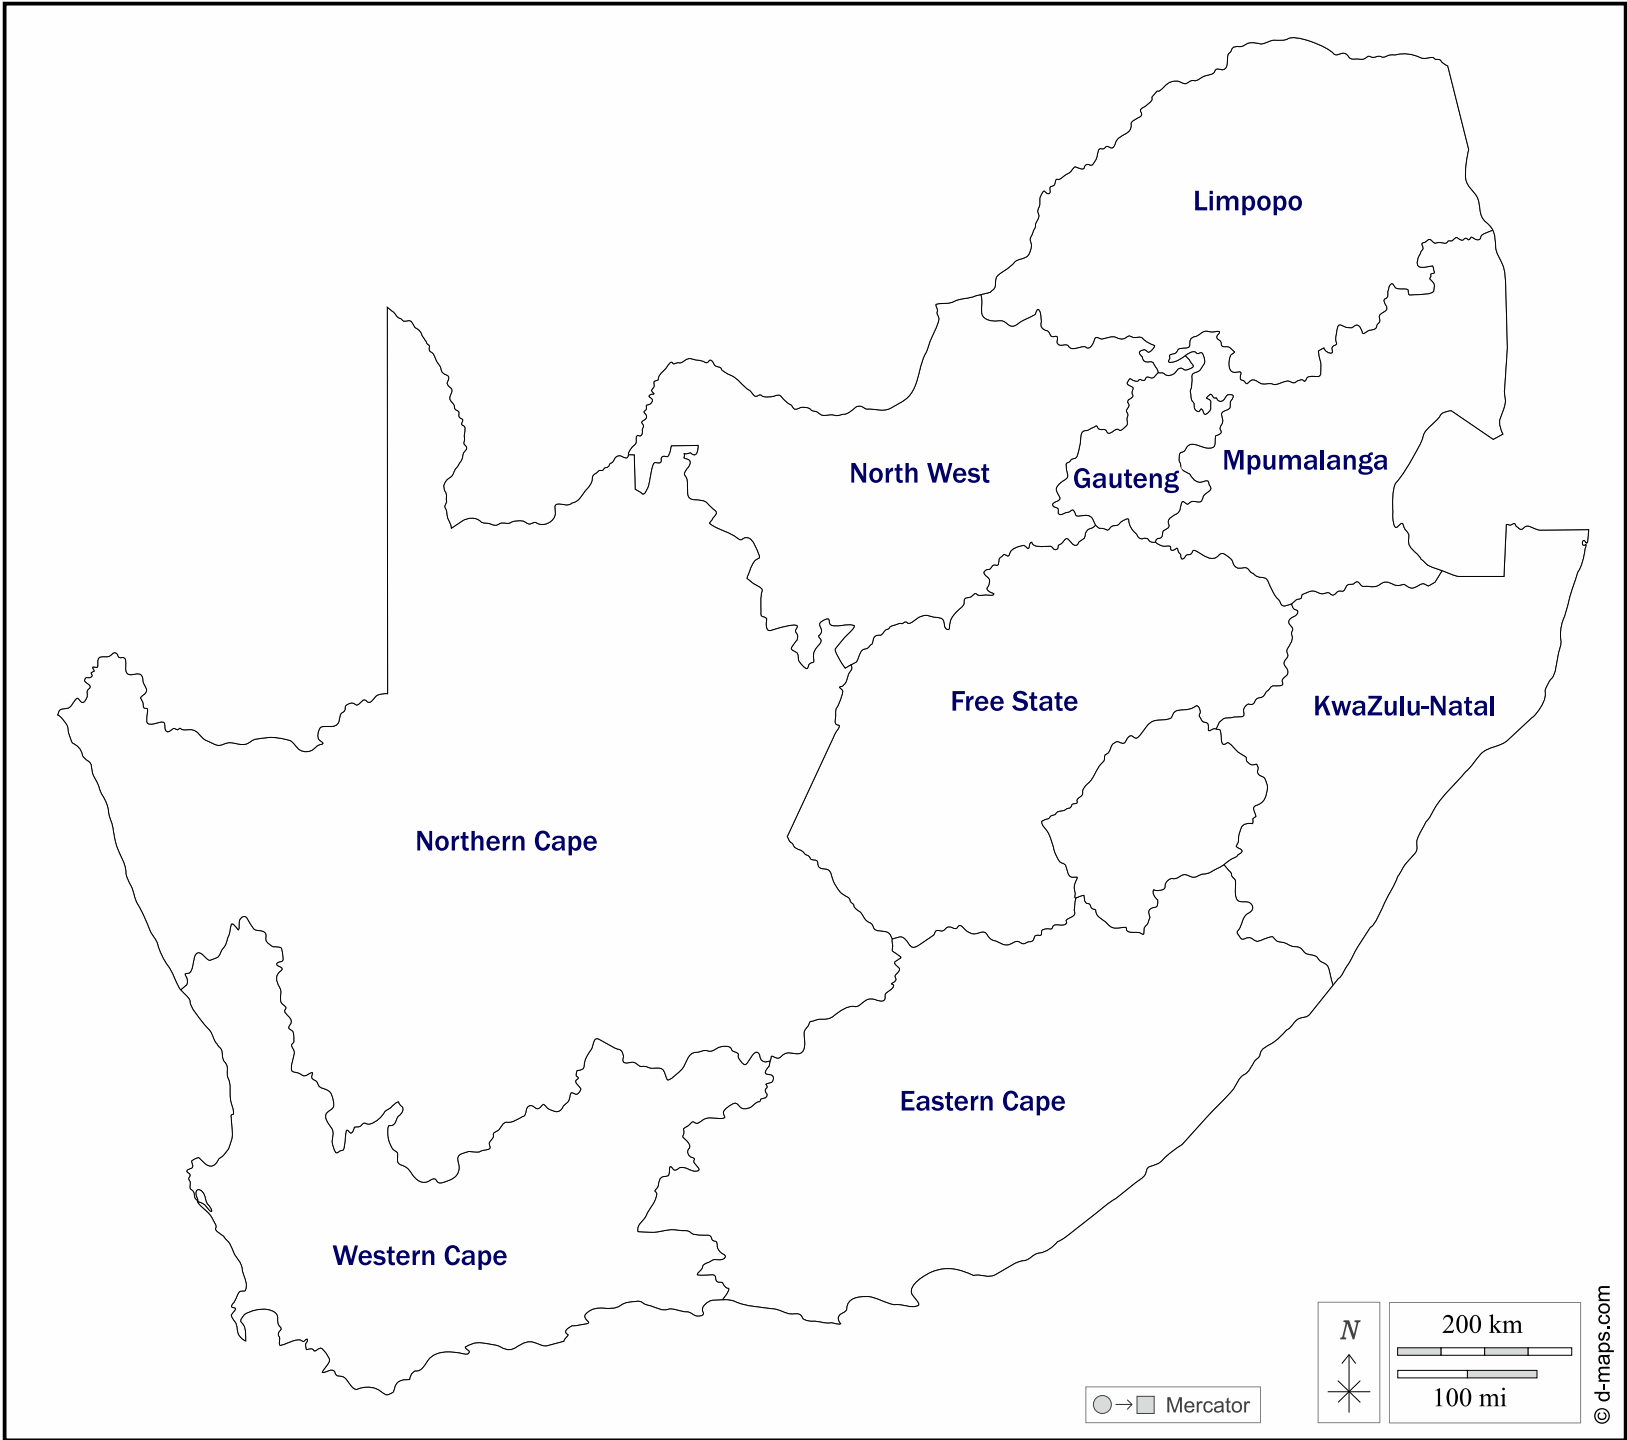 Limpopo
North West
Gauteng
Mpumalanga
Free State
KwaZulu-Natal
Northern Cape
Eastern Cape
Western Cape
Mercator
N
200 km
100 mi
© d-maps.com